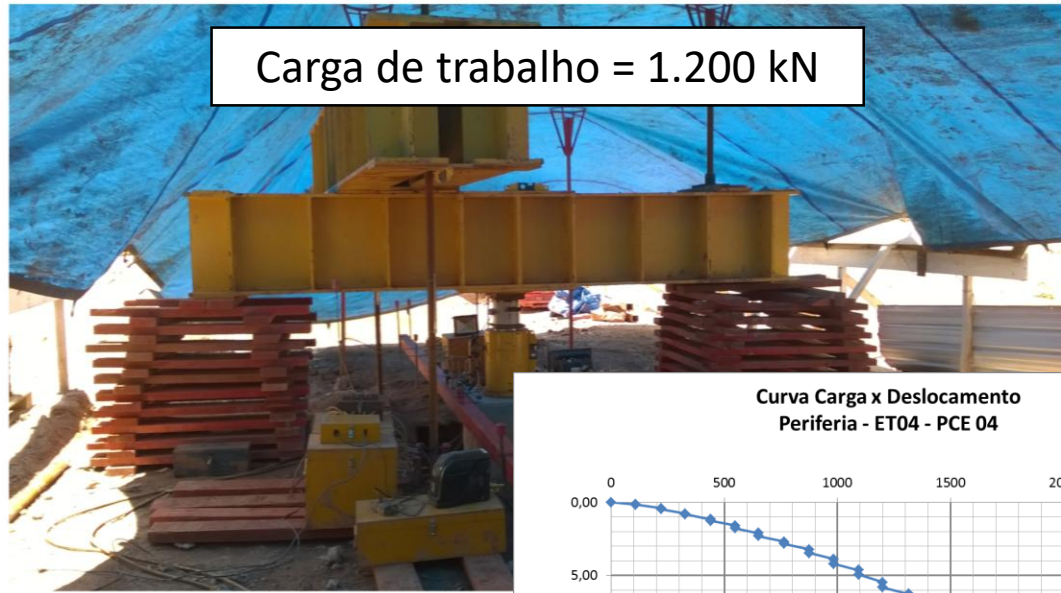 Carga de trabalho = 1.200 kN
Curva Carga x Deslocamento
Periferia - ET04 - PCE 04
0 500 1000 1500
0,00
5,00